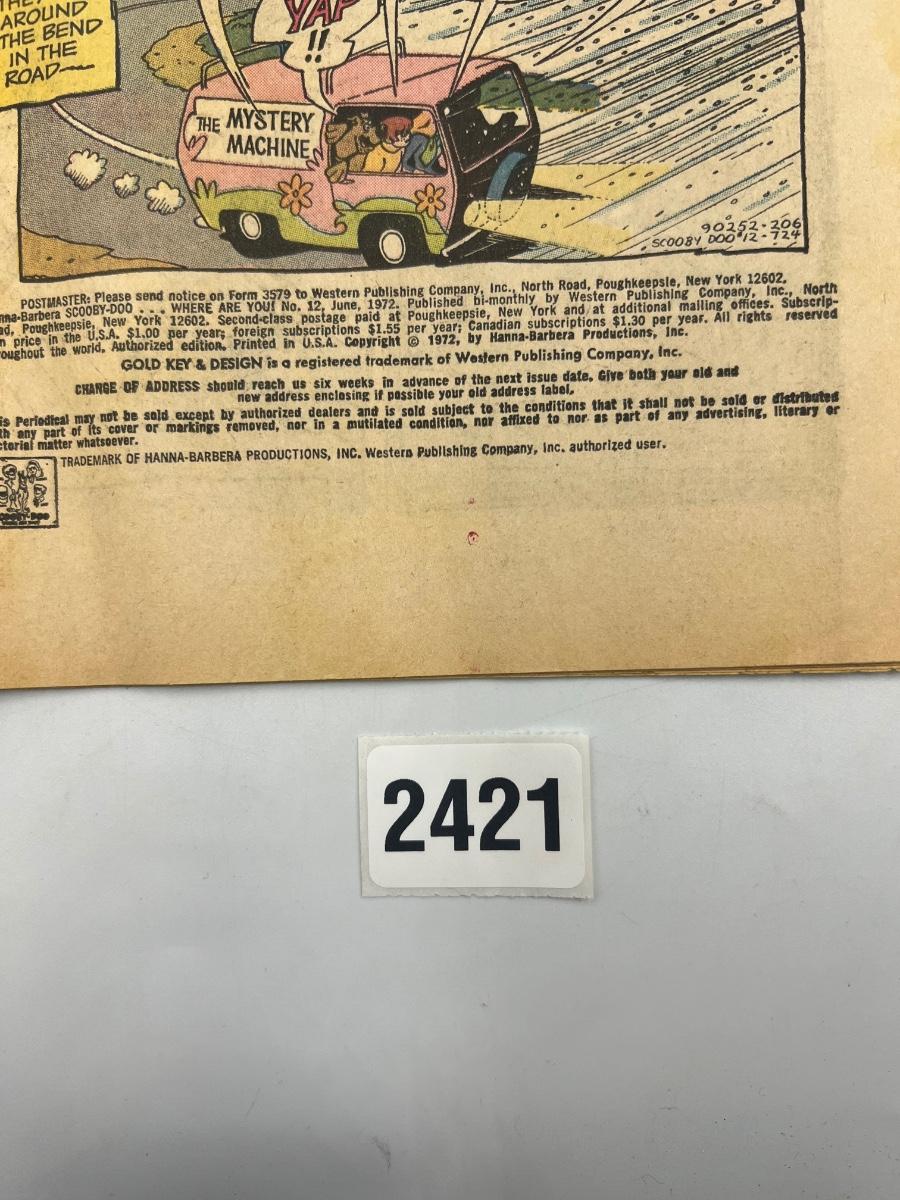 AROUND
THE BEND
IN THE
ROAD—
YAP
!!
THE MYSTERY
MACHINE
90252-206
SCOOBY DOO #12-724
POSTMASTER: Please send notice on Form 3579 to Western Publishing Company, Inc., North Road, Poughkeepsie, New York 12602.
nna-Barbera SCOOBY-DOO . . . WHERE ARE YOU! No. 12, June, 1972. Published bi-monthly by Western Publishing Company, Inc., North
ad, Poughkeepsie, New York 12602. Second-class postage paid at Poughkeepsie, New York and at additional mailing offices. Subscrip-
n price in the U.S.A. $1.00 per year; foreign subscriptions $1.55 per year; Canadian subscriptions $1.30 per year. All rights reserved
oughout the world. Authorized edition. Printed in U.S.A. Copyright © 1972, by Hanna-Barbera Productions, Inc.
GOLD KEY & DESIGN is a registered trademark of Western Publishing Company, Inc.
CHANGE OF ADDRESS should reach us six weeks in advance of the next issue date. Give both your old and
new address enclosing if possible your old address label.
is Periodical may not be sold except by authorized dealers and is sold subject to the conditions that it shall not be sold or distributed
th any part of its cover or markings removed, nor in a mutilated condition, nor affixed to nor as part of any advertising, literary or
ctorial matter whatsoever.
TRADEMARK OF HANNA-BARBERA PRODUCTIONS, INC. Western Publishing Company, Inc. authorized user.
2421